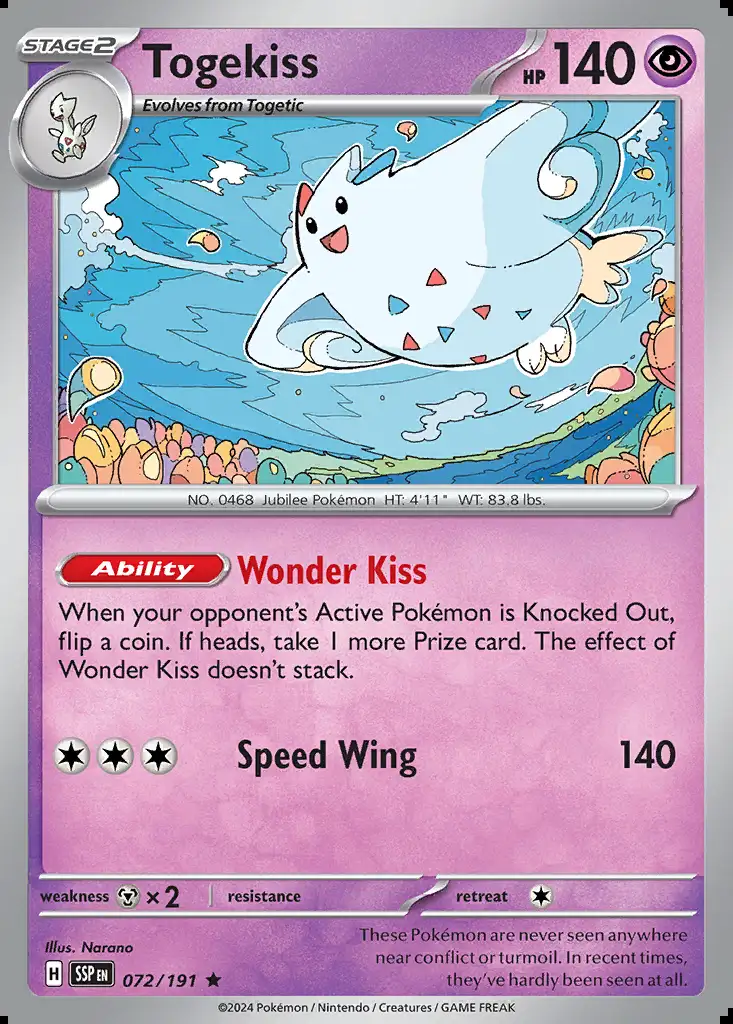 STAGE2
Togekiss
HP 140
Evolves from Togetic
NO. 0468 Jubilee Pokémon HT: 4'11" WT: 83.8 lbs.
Ability Wonder Kiss
When your opponent's Active Pokémon is Knocked Out,
flip a coin. If heads, take 1 more Prize card. The effect of
Wonder Kiss doesn't stack.
Speed Wing 140
weakness ×2 resistance retreat
Illus. Narano
These Pokémon are never seen anywhere
near conflict or turmoil. In recent times,
they've hardly been seen at all.
H SSP EN 072/191 ★
©2024 Pokémon / Nintendo / Creatures / GAME FREAK